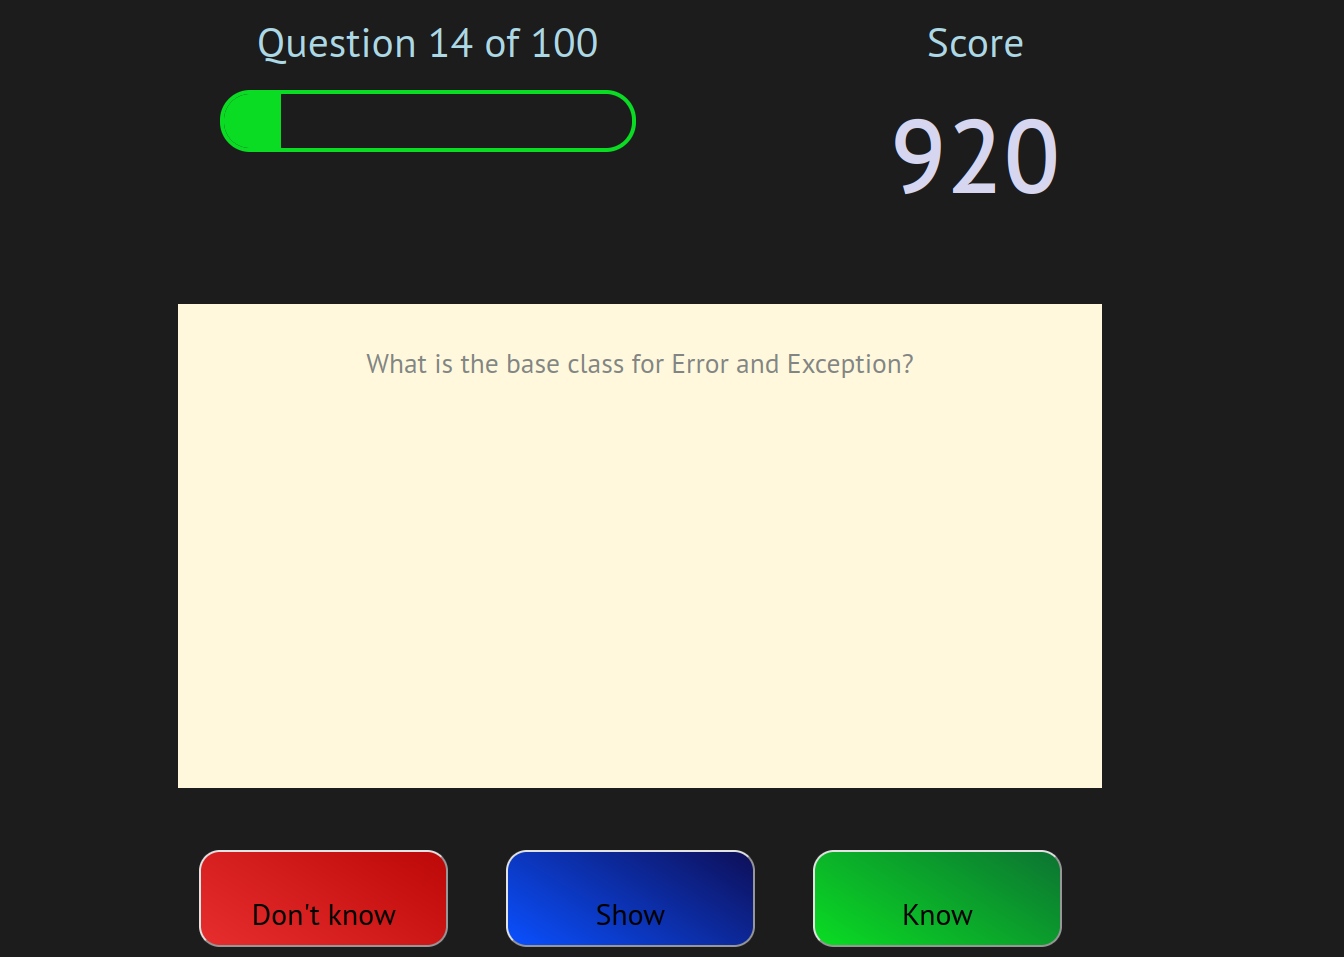 Question 14 of 100
Score
920
What is the base class for Error and Exception?
Don't know
Show
Know